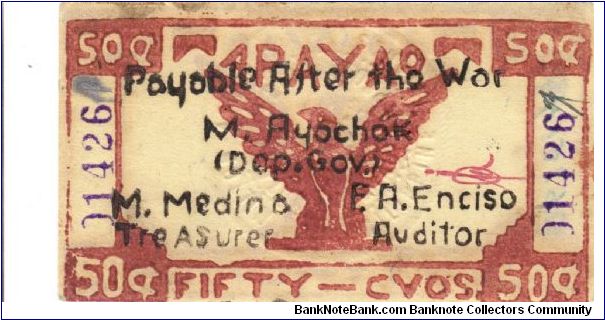 50¢ APAYAO 50¢
Payable After the War
M. Ayochok
(Dep. Gov.)
01426 01426
M. Medina E.A. Enciso
TreASurer Auditor
50¢ FIFTY — CVOS. 50¢
BankNoteBank.com Banknote Collectors Community